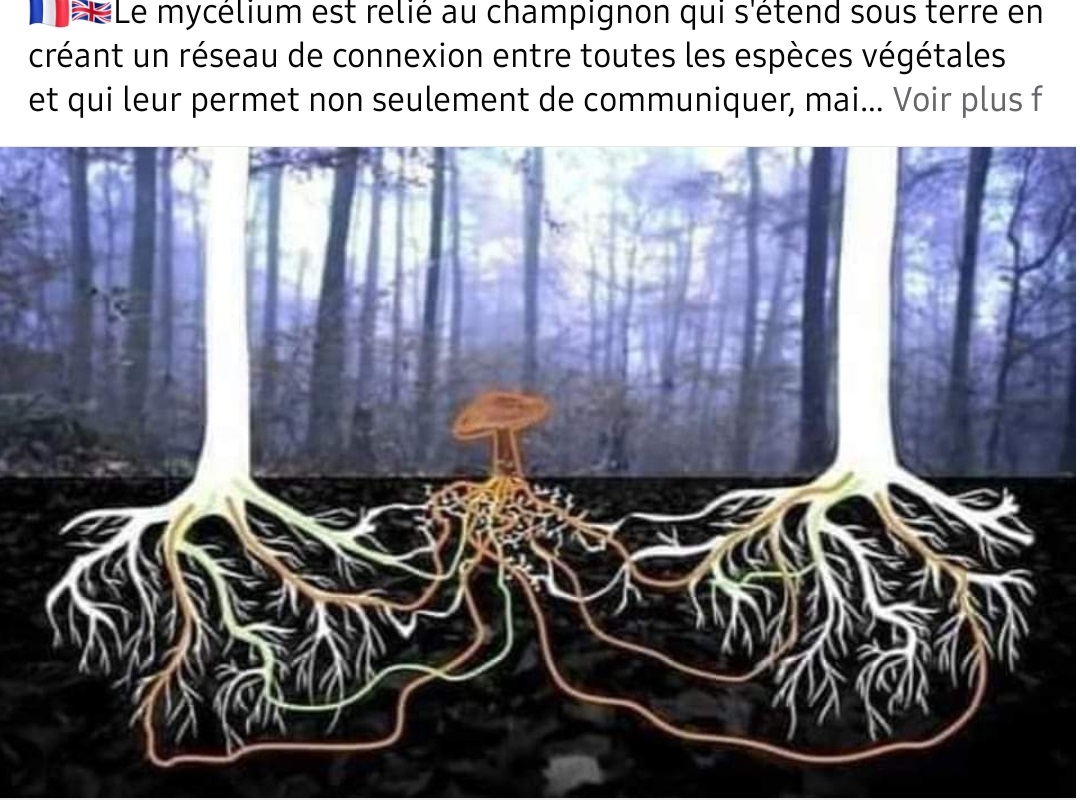 🇫🇷🇬🇧Le mycélium est relié au champignon qui s'étend sous terre en
créant un réseau de connexion entre toutes les espèces végétales
et qui leur permet non seulement de communiquer, mai... Voir plus f